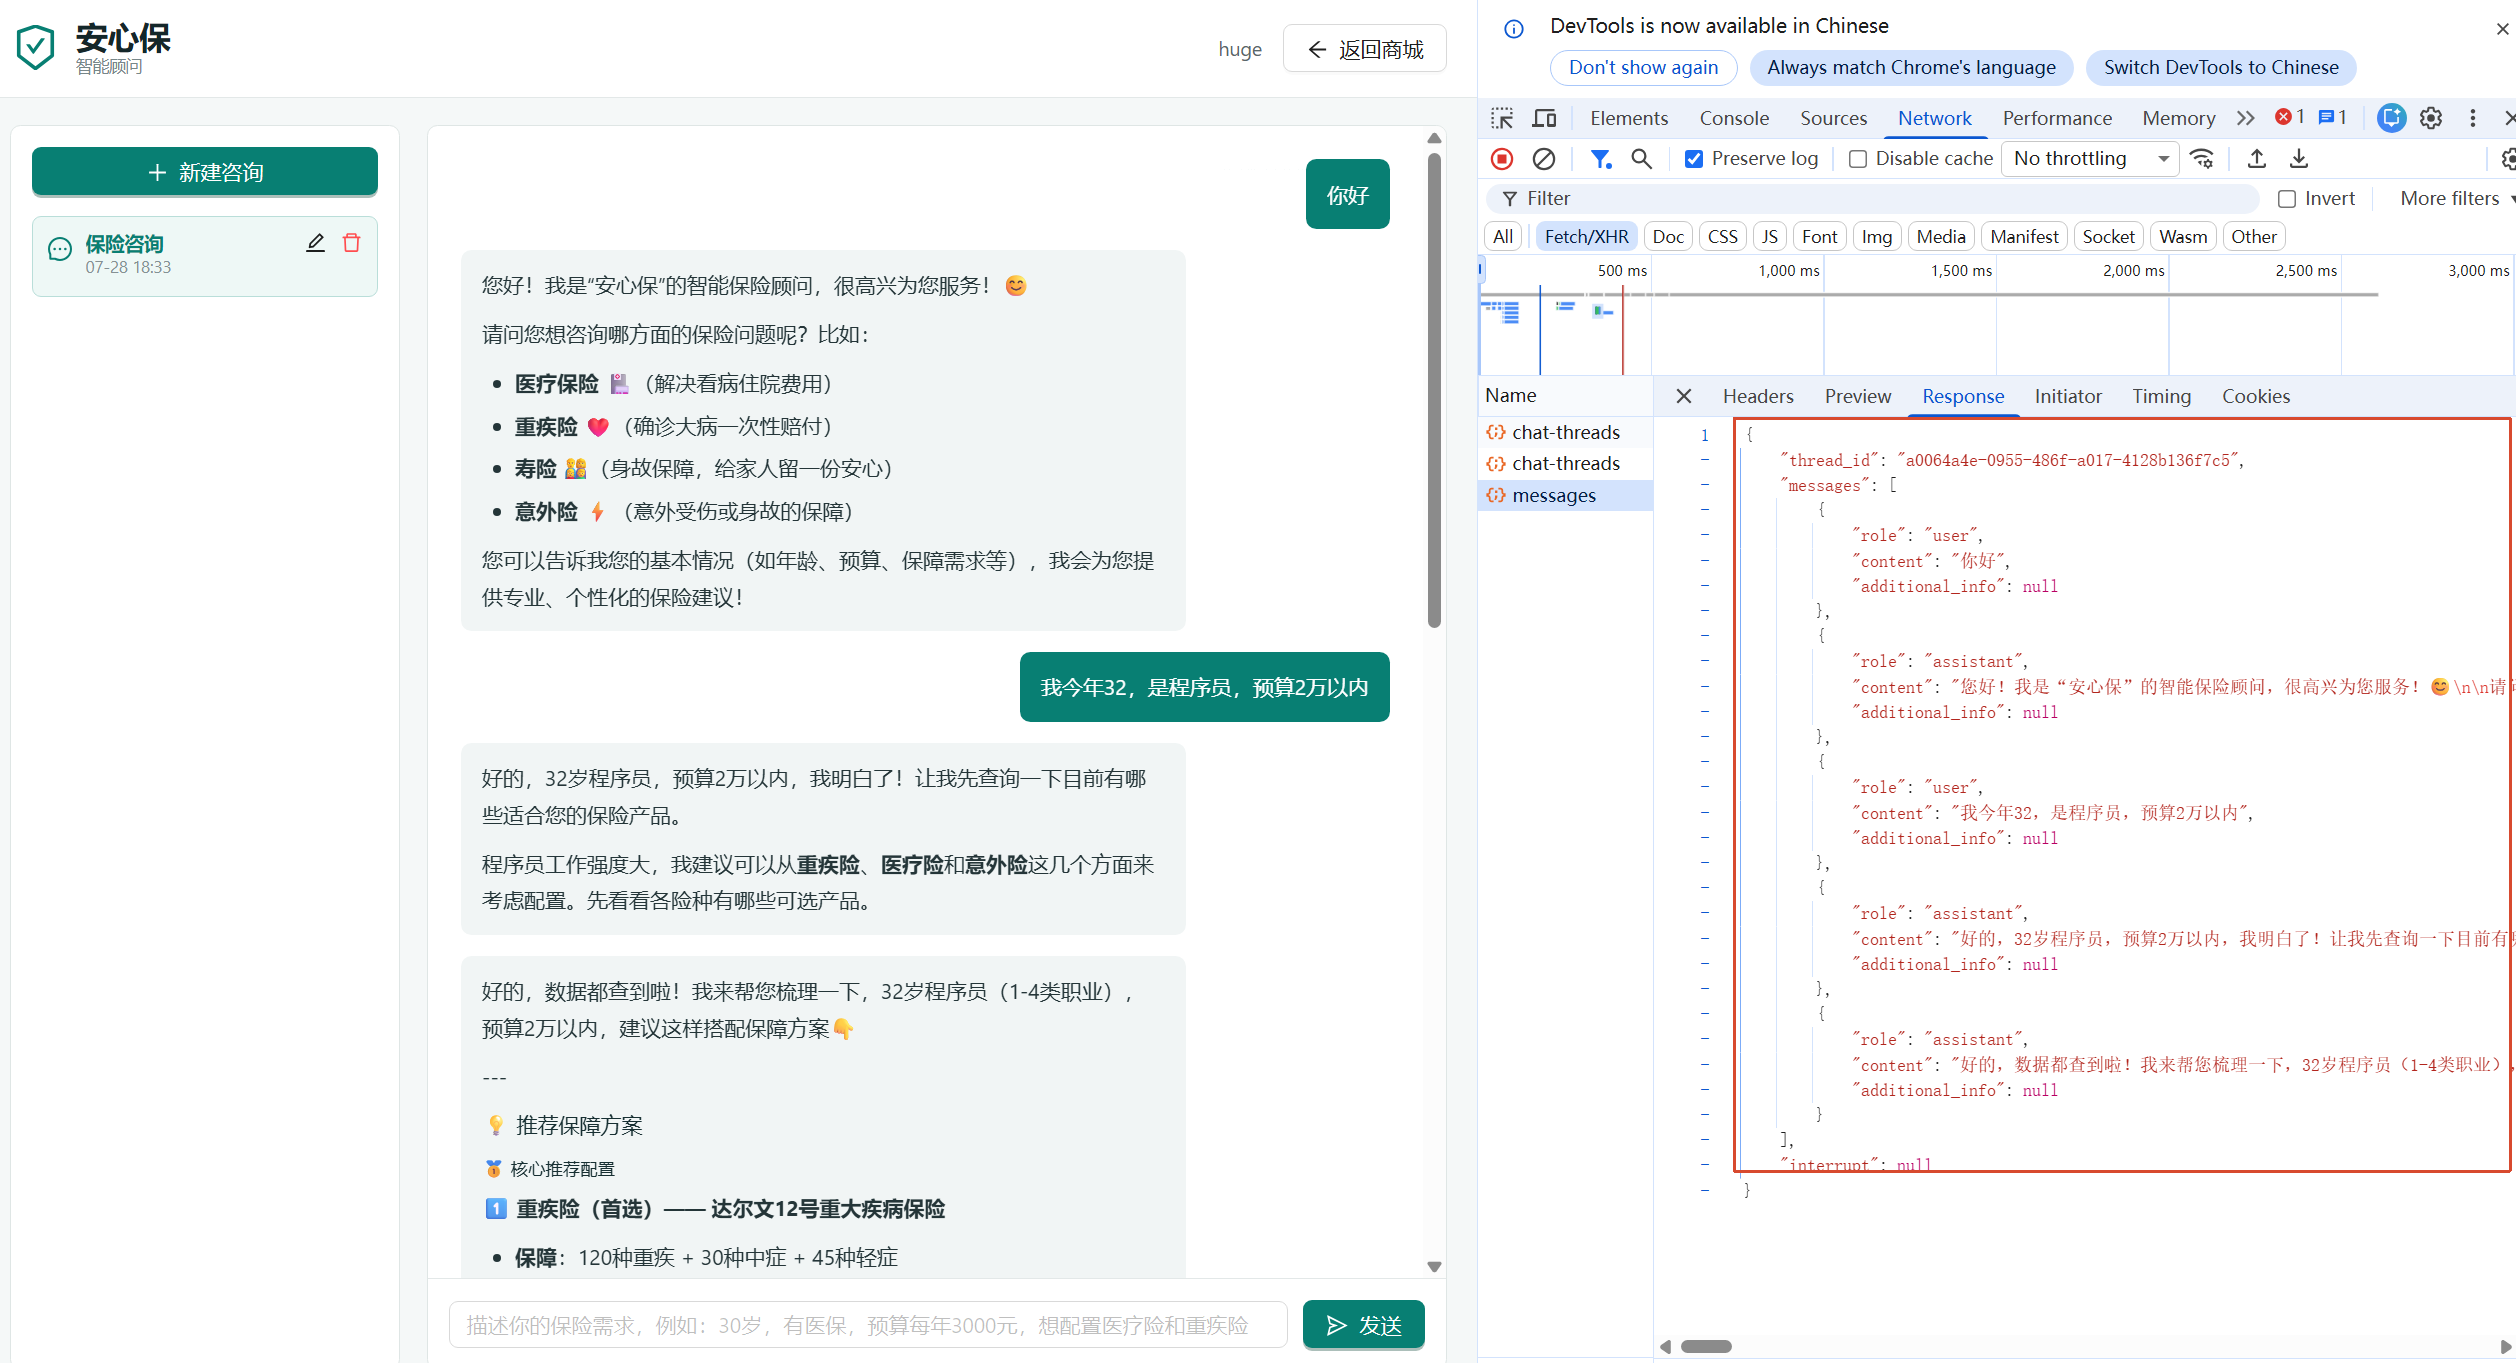 安心保
智能顾问
huge
返回商城
新建咨询
保险咨询
07-28 18:33
你好
您好！我是“安心保”的智能保险顾问，很高兴为您服务！😊
请问您想咨询哪方面的保险问题呢？比如：
医疗保险 🏥（解决看病住院费用）
重疾险 ❤️（确诊大病一次性赔付）
寿险 👨‍👩‍👧‍👦（身故保障，给家人留一份安心）
意外险 ⚡（意外受伤或身故的保障）
您可以告诉我您的基本情况（如年龄、预算、保障需求等），我会为您提
供专业、个性化的保险建议！
我今年32，是程序员，预算2万以内
好的，32岁程序员，预算2万以内，我明白了！让我先查询一下目前有哪
些适合您的保险产品。
程序员工作强度大，我建议可以从重疾险、医疗险和意外险这几个方面来
考虑配置。先看看各险种有哪些可选产品。
好的，数据都查到啦！我来帮您梳理一下，32岁程序员（1-4类职业），
预算2万以内，建议这样搭配保障方案👇
---
💡 推荐保障方案
🥇 核心推荐配置
1️⃣ 重疾险（首选）—— 达尔文12号重大疾病保险
保障：120种重疾 + 30种中症 + 45种轻症
描述你的保险需求，例如：30岁，有医保，预算每年3000元，想配置医疗险和重疾险
发送
DevTools is now available in Chinese
Don't show again
Always match Chrome's language
Switch DevTools to Chinese
Elements Console Sources Network Performance Memory 1 1
Preserve log Disable cache No throttling
Filter Invert More filters
All Fetch/XHR Doc CSS JS Font Img Media Manifest Socket Wasm Other
500 ms 1,000 ms 1,500 ms 2,000 ms 2,500 ms 3,000 ms
Name
Headers Preview Response Initiator Timing Cookies
chat-threads
chat-threads
messages
1 {
"thread_id": "a0064a4e-0955-486f-a017-4128b136f7c5",
"messages": [
{
"role": "user",
"content": "你好",
"additional_info": null
},
{
"role": "assistant",
"content": "您好！我是“安心保”的智能保险顾问，很高兴为您服务！😊\n\n请
"additional_info": null
},
{
"role": "user",
"content": "我今年32，是程序员，预算2万以内",
"additional_info": null
},
{
"role": "assistant",
"content": "好的，32岁程序员，预算2万以内，我明白了！让我先查询一下目前有
"additional_info": null
},
{
"role": "assistant",
"content": "好的，数据都查到啦！我来帮您梳理一下，32岁程序员（1-4类职业），
"additional_info": null
}
],
"interrupt": null
}